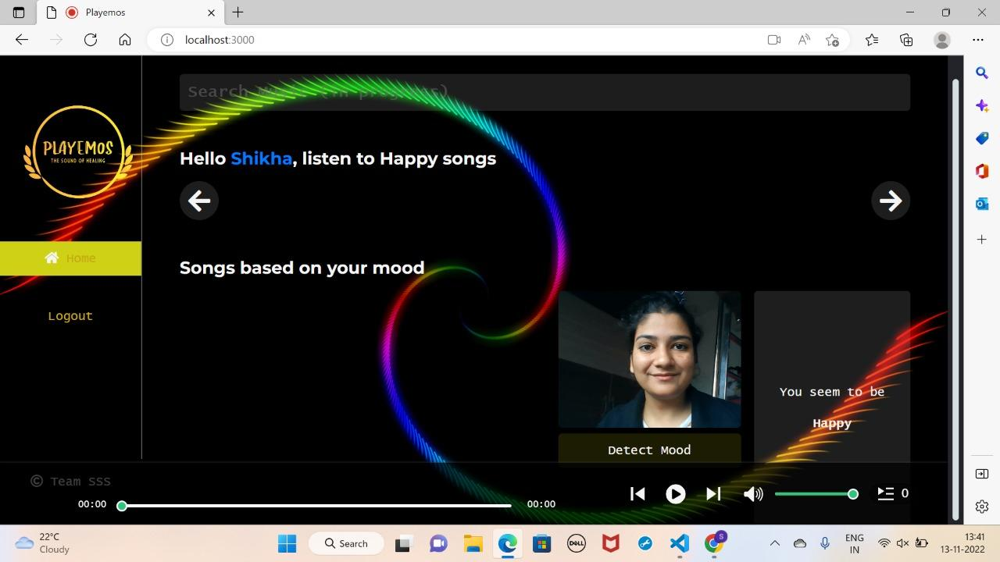 Playemos
localhost:3000
Search Music (in progress)
PLAYEMOS
THE SOUND OF HEALING
Hello Shikha, listen to Happy songs
Home
Songs based on your mood
Logout
You seem to be
Happy
Detect Mood
© Team SSS
00:00
00:00
0
22°C
Cloudy
Search
DELL
S
ENG
IN
13:41
13-11-2022